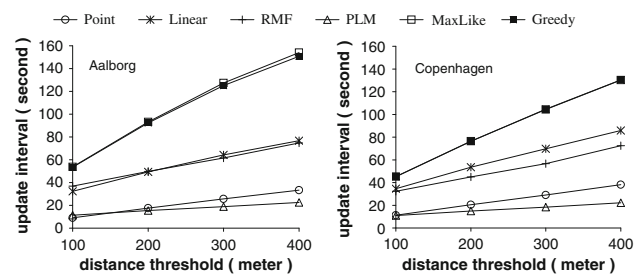 Point Linear RMF PLM MaxLike Greedy
Aalborg
update interval ( second )
160
140
120
100
80
60
40
20
0
100 200 300 400
distance threshold ( meter )
Copenhagen
update interval ( second )
160
140
120
100
80
60
40
20
0
100 200 300 400
distance threshold ( meter )